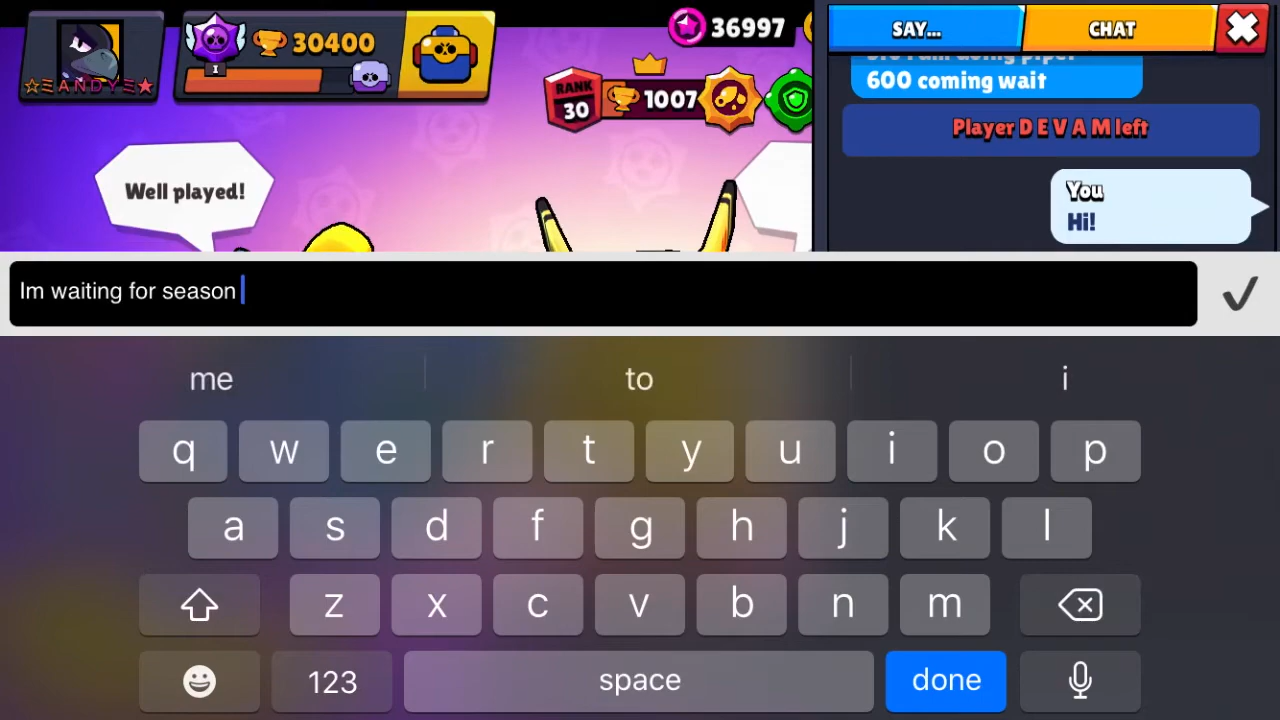 36997
SAY...
CHAT
30400
☆ΞANDYΞ★
I
RANK
30
1007
600 coming wait
Player D E V A M left
Well played!
You
Hi!
Im waiting for season
me
to
i
q w e r t y u i o p
a s d f g h j k l
z x c v b n m
123
space
done